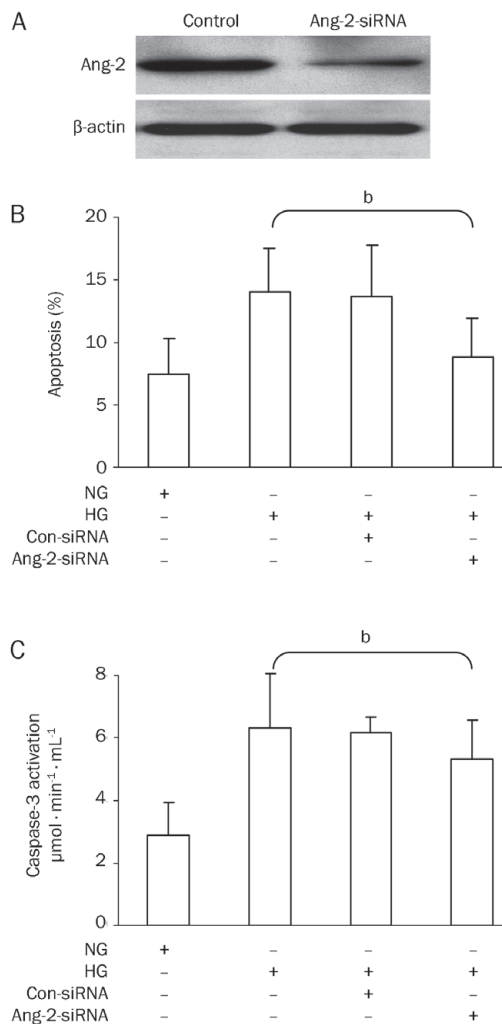 A
Control Ang-2-siRNA
Ang-2
β-actin
B
b
20
15
10
5
0
Apoptosis (%)
NG + – – –
HG – + + +
Con-siRNA – – + –
Ang-2-siRNA – – – +
C
b
8
6
4
2
0
Caspase-3 activation
μmol·min⁻¹·mL⁻¹
NG + – – –
HG – + + +
Con-siRNA – – + –
Ang-2-siRNA – – – +